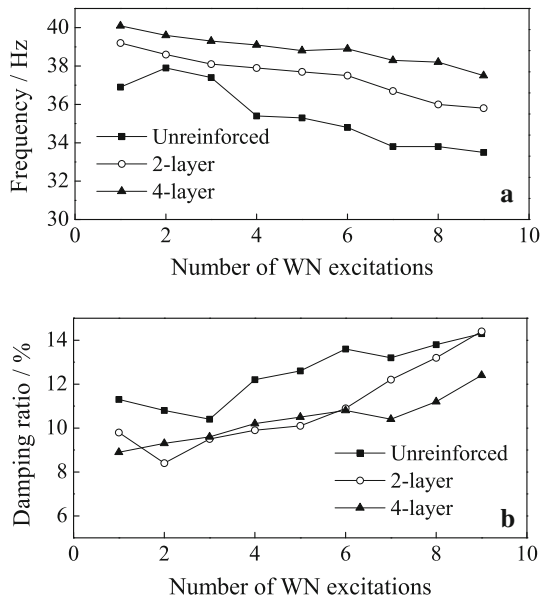 40
38
36
34
32
30
Frequency / Hz
Unreinforced
2-layer
4-layer
a
0 2 4 6 8 10
Number of WN excitations
14
12
10
8
6
Damping ratio / %
Unreinforced
2-layer
4-layer
b
0 2 4 6 8 10
Number of WN excitations